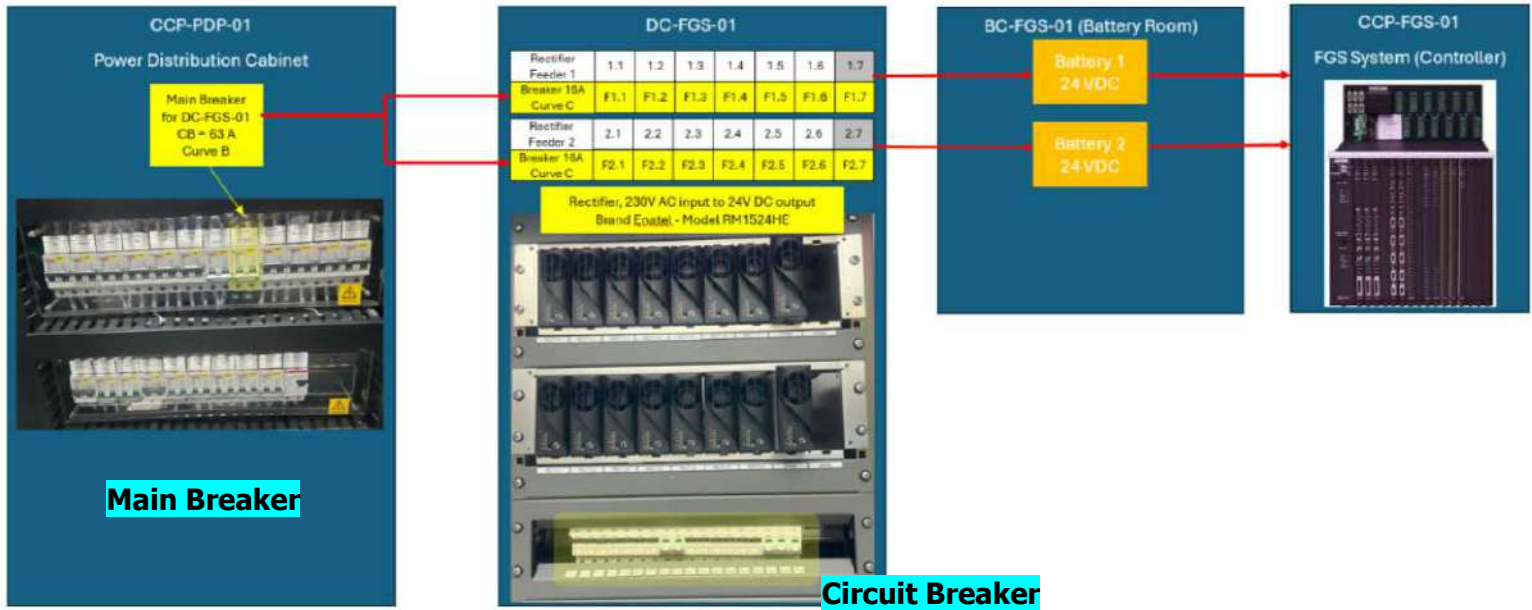 CCP-PDP-01
Power Distribution Cabinet
Main Breaker
for DC-FGS-01
CB = 63 A
Curve B
Main Breaker
DC-FGS-01
Rectifier Feeder 1 1.1 1.2 1.3 1.4 1.5 1.6 1.7
Breaker 16A Curve C F1.1 F1.2 F1.3 F1.4 F1.5 F1.6 F1.7
Rectifier Feeder 2 2.1 2.2 2.3 2.4 2.5 2.6 2.7
Breaker 16A Curve C F2.1 F2.2 F2.3 F2.4 F2.5 F2.6 F2.7
Rectifier, 230V AC input to 24V DC output
Brand Enatel - Model RM1524HE
Circuit Breaker
BC-FGS-01 (Battery Room)
Battery 1
24 VDC
Battery 2
24 VDC
CCP-FGS-01
FGS System (Controller)